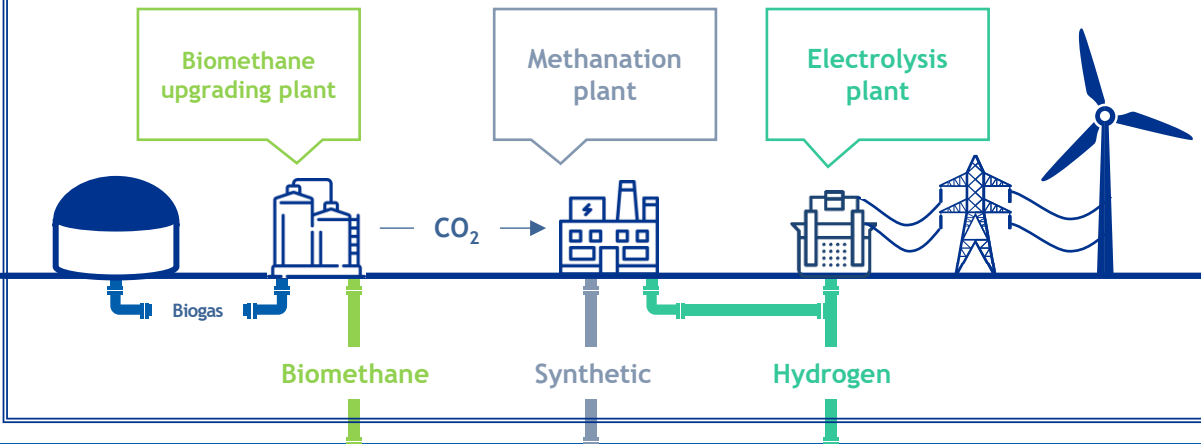 Biomethane
upgrading plant
Methanation
plant
Electrolysis
plant
CO₂
Biogas
Biomethane
Synthetic
Hydrogen